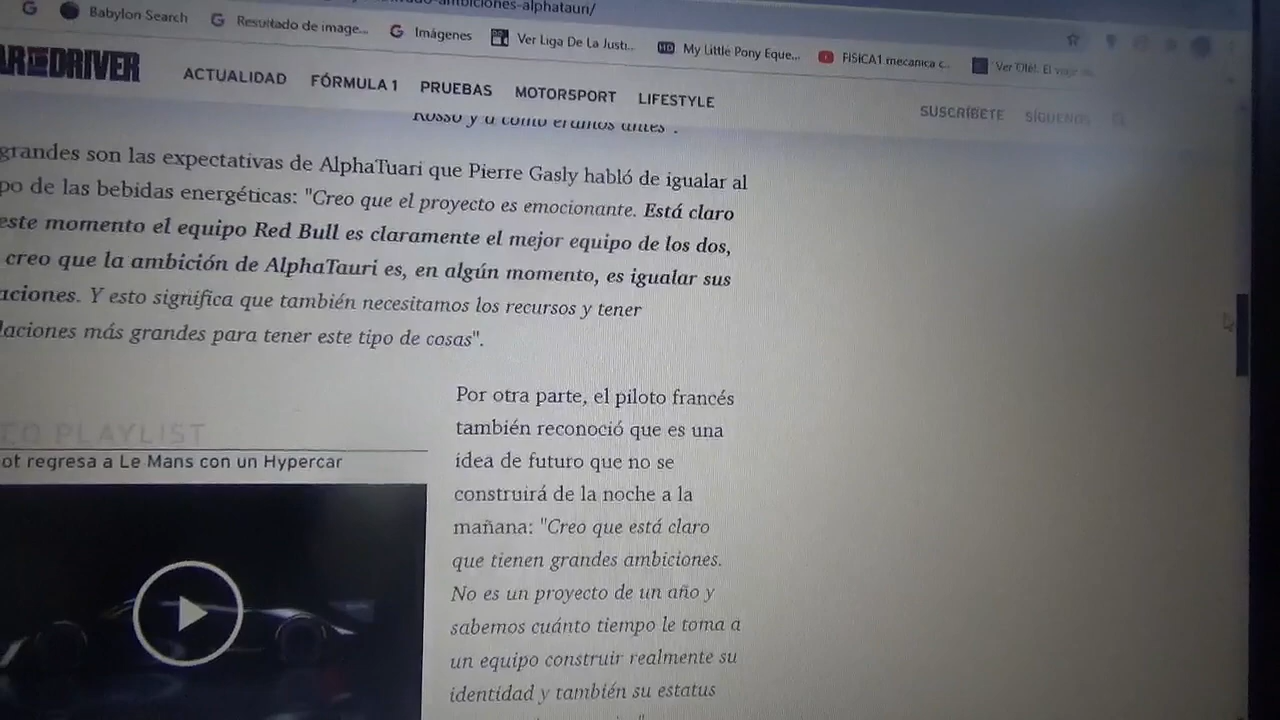 ambiciones-alphatauri/
Babylon Search
Resultado de image...
Imágenes
Ver Liga De La Justi..
My Little Pony Eque...
FISICA1 mecanica c..
DRIVER
ACTUALIDAD
FÓRMULA 1
PRUEBAS
MOTORSPORT
LIFESTYLE
SUSCRÍBETE
SÍGUENOS
Rosso y a como éramos antes".
grandes son las expectativas de AlphaTuari que Pierre Gasly habló de igualar al
po de las bebidas energéticas: "Creo que el proyecto es emocionante. Está claro
este momento el equipo Red Bull es claramente el mejor equipo de los dos,
creo que la ambición de AlphaTauri es, en algún momento, es igualar sus
aciones. Y esto significa que también necesitamos los recursos y tener
laciones más grandes para tener este tipo de cosas".
TO PLAYLIST
ot regresa a Le Mans con un Hypercar
Por otra parte, el piloto francés
también reconoció que es una
idea de futuro que no se
construirá de la noche a la
mañana: "Creo que está claro
que tienen grandes ambiciones.
No es un proyecto de un año y
sabemos cuánto tiempo le toma a
un equipo construir realmente su
identidad y también su estatus